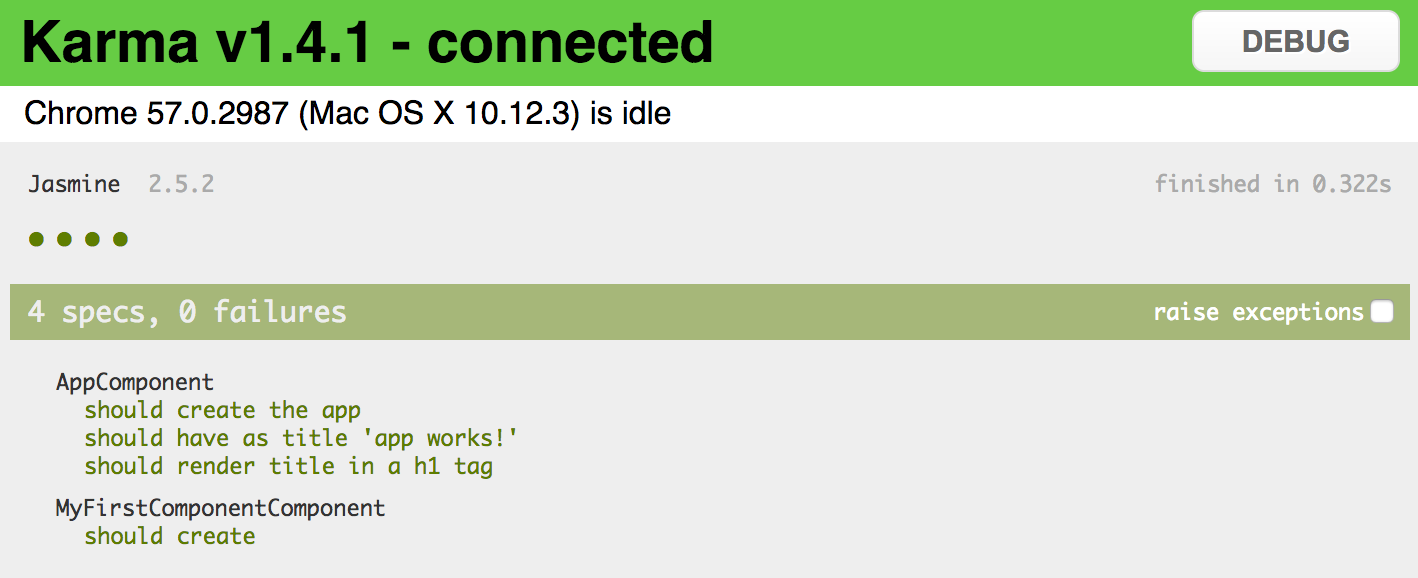 Karma v1.4.1 - connected
DEBUG
Chrome 57.0.2987 (Mac OS X 10.12.3) is idle
Jasmine 2.5.2
finished in 0.322s
4 specs, 0 failures
raise exceptions
AppComponent
should create the app
should have as title 'app works!'
should render title in a h1 tag
MyFirstComponentComponent
should create